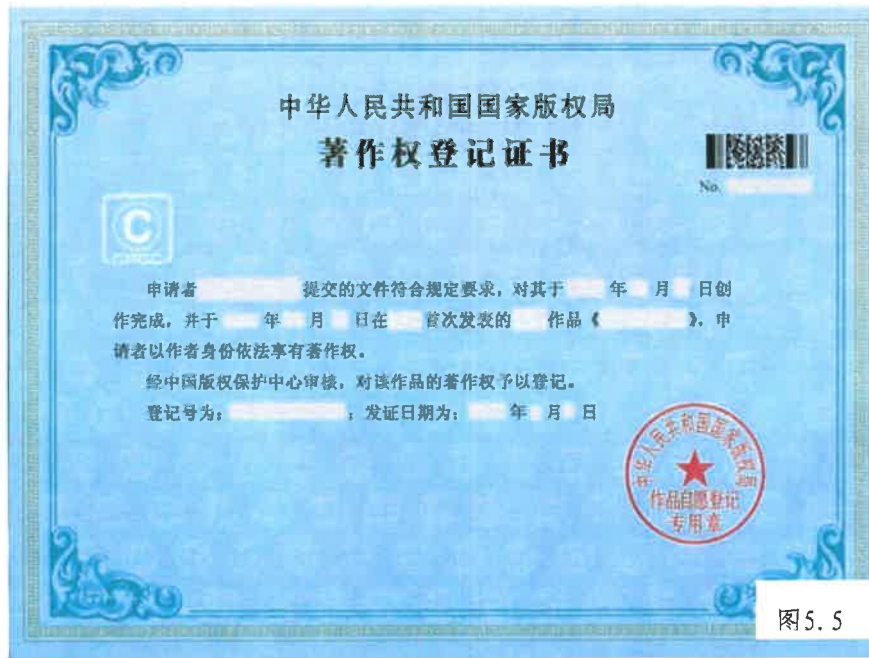 中华人民共和国国家版权局
著作权登记证书
No.
C
申请者 提交的文件符合规定要求，对其于 年 月 日创
作完成，并于 年 月 日在 首次发表的 作品《 》，申
请者以作者身份依法享有著作权。
经中国版权保护中心审核，对该作品的著作权予以登记。
登记号为： ；发证日期为： 年 月 日
中华人民共和国国家版权局
作品自愿登记
专用章
图5.5